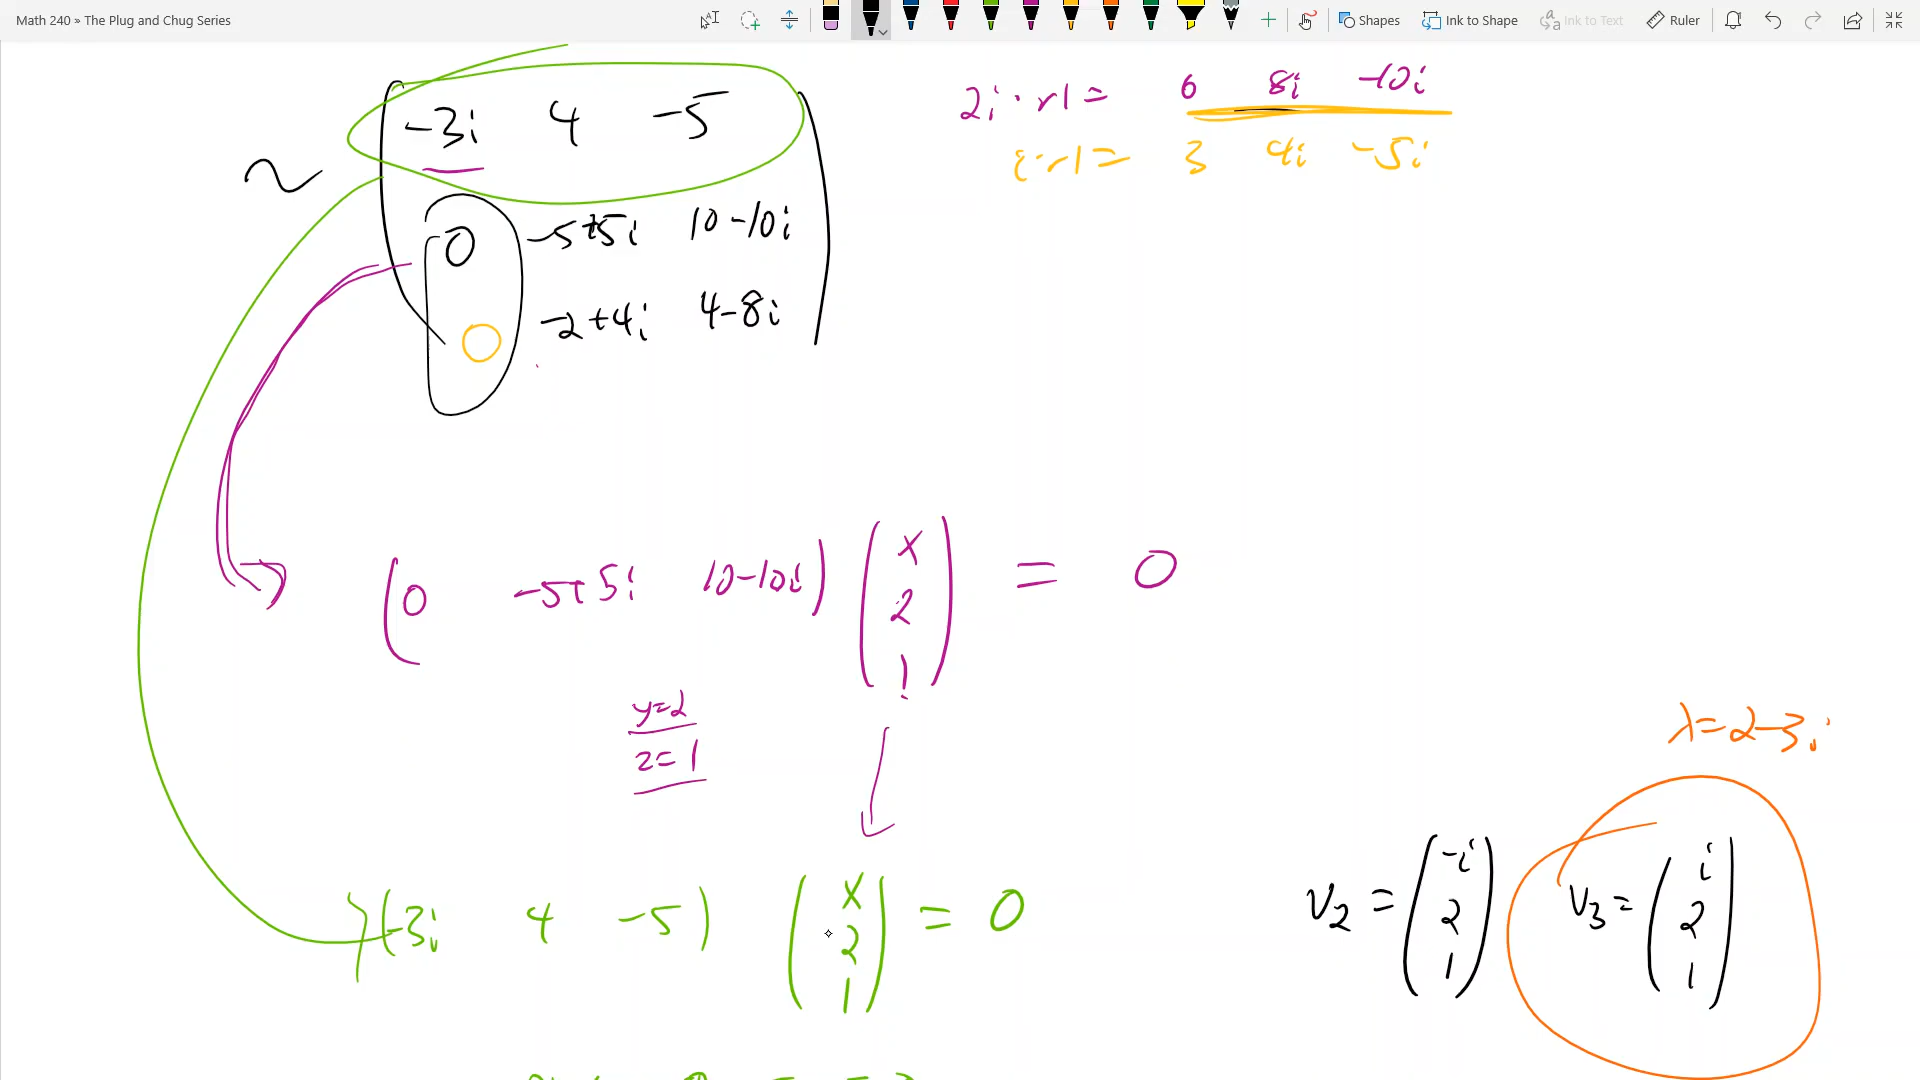 Math 240 » The Plug and Chug Series
Shapes
Ink to Shape
Ink to Text
Ruler
-3i 4 -5
2i · r1 = 6 8i -10i
i·r1 = 3 4i -5i
~
0 -5+5i 10-10i
0 -2+4i 4-8i
(0 -5+5i 10-10i) (x 2 1) = 0
y=2
z=1
λ=2-3i
(-3i 4 -5) (x 2 1) = 0
V2 = (-i 2 1)
V3 = (i 2 1)